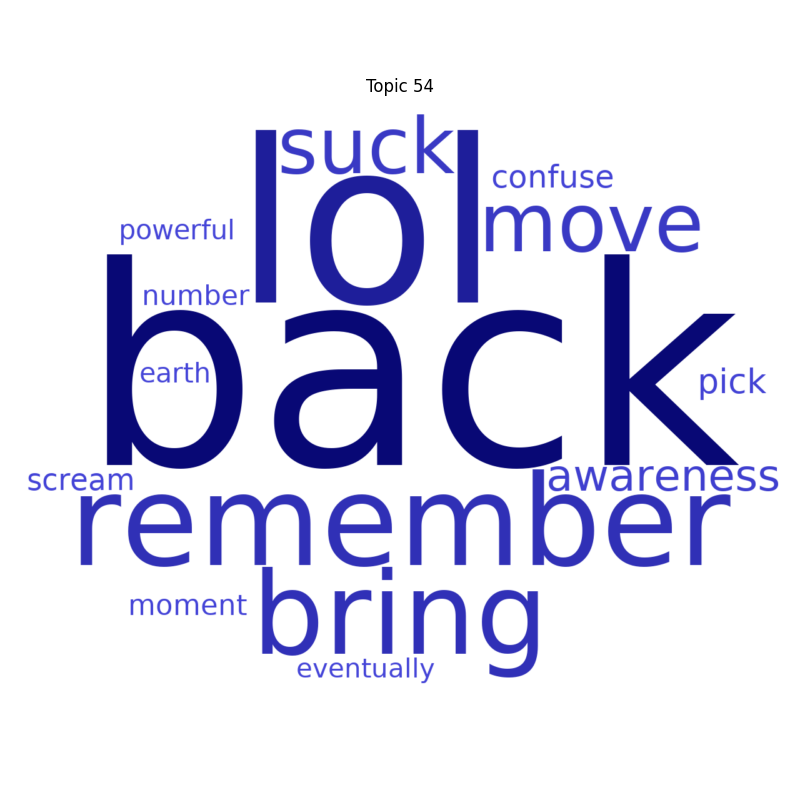 Topic 54
suck
lol
confuse
move
powerful
number
back
earth
pick
scream
awareness
remember
moment
bring
eventually